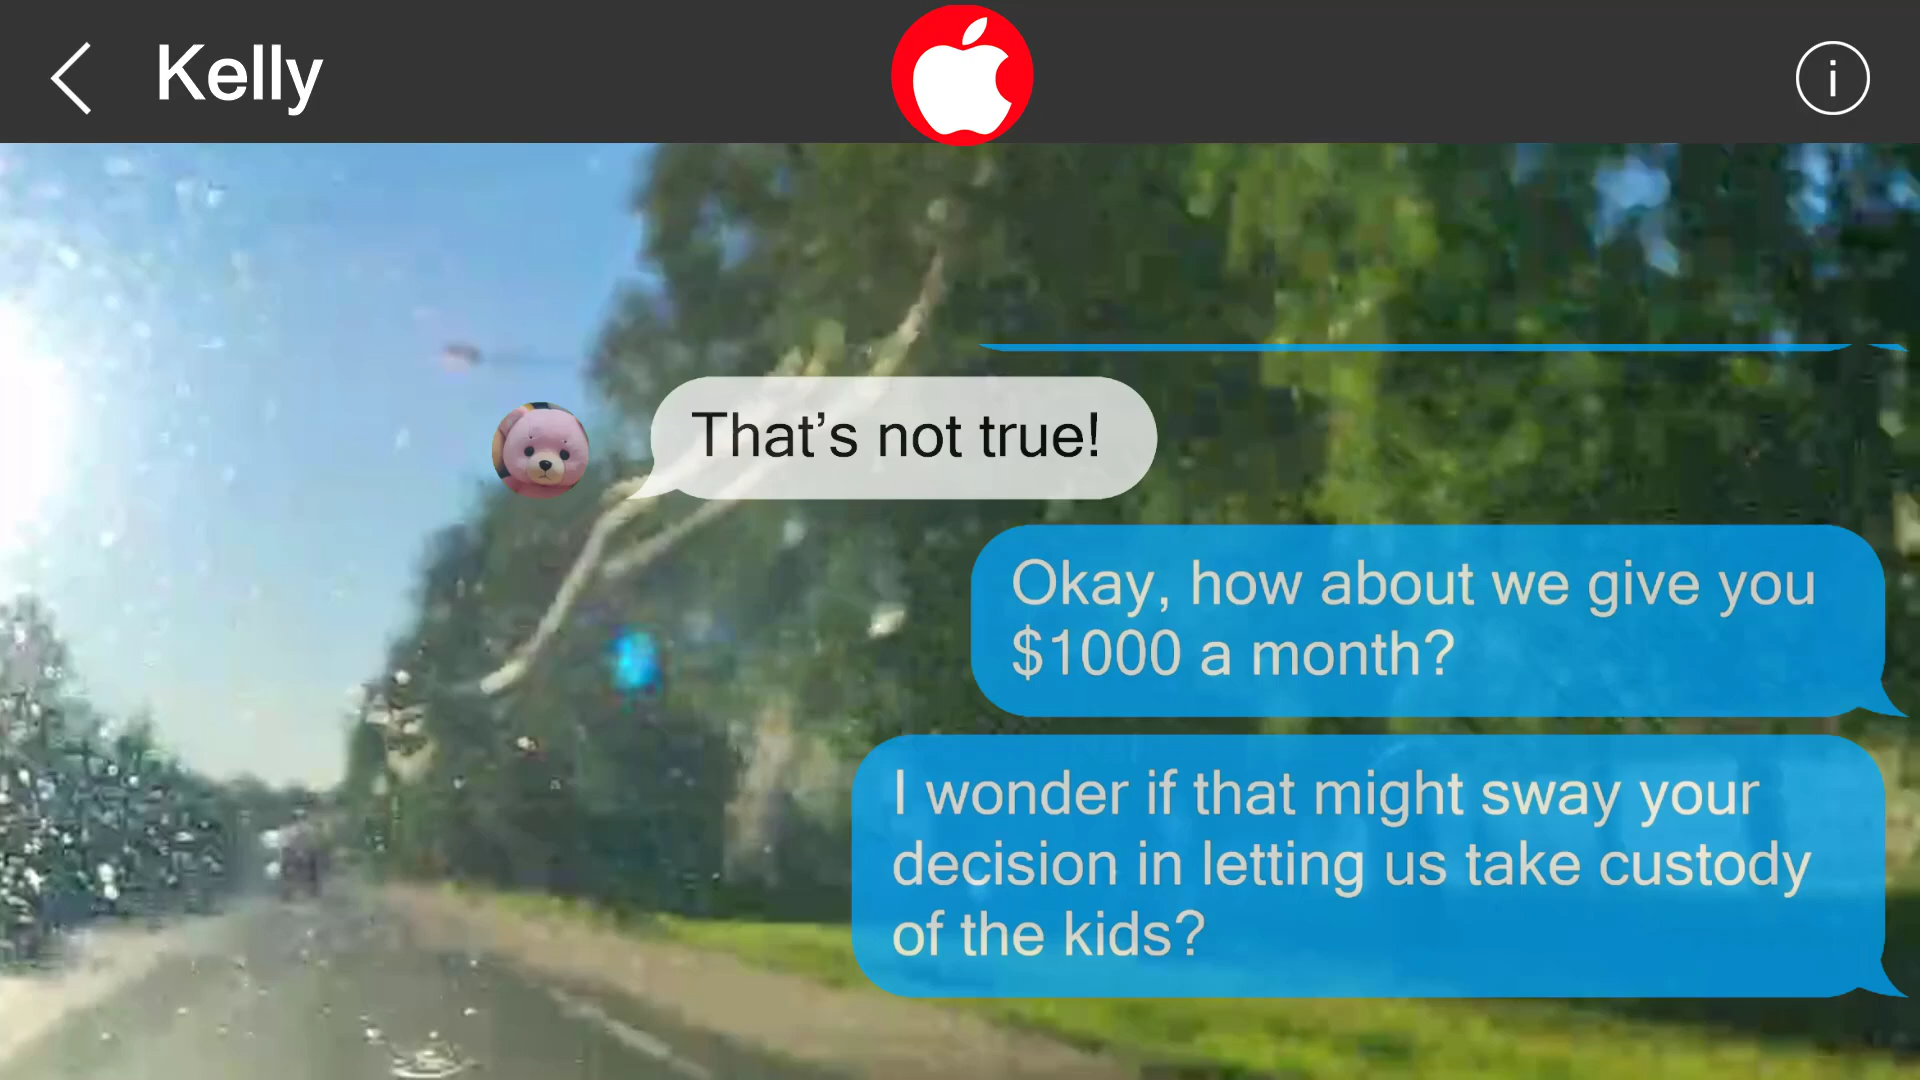 Kelly
That’s not true!
Okay, how about we give you
$1000 a month?
I wonder if that might sway your
decision in letting us take custody
of the kids?